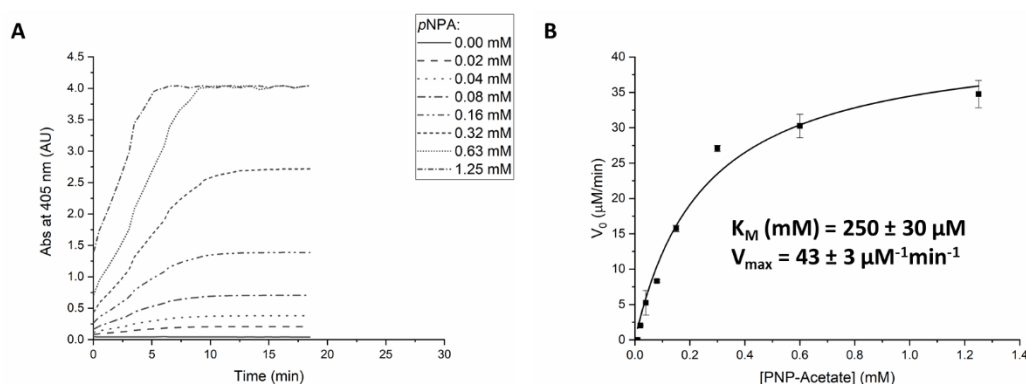 A
pNPA:
0.00 mM
0.02 mM
0.04 mM
0.08 mM
0.16 mM
0.32 mM
0.63 mM
1.25 mM
Abs at 405 nm (AU)
4.5
4.0
3.5
3.0
2.5
2.0
1.5
1.0
0.5
0.0
0 5 10 15 20 25 30
Time (min)
B
V₀ (µM/min)
40
35
30
25
20
15
10
5
0
K_M (mM) = 250 ± 30 µM
V_max = 43 ± 3 µM⁻¹min⁻¹
0.0 0.2 0.4 0.6 0.8 1.0 1.2 1.4
[PNP-Acetate] (mM)